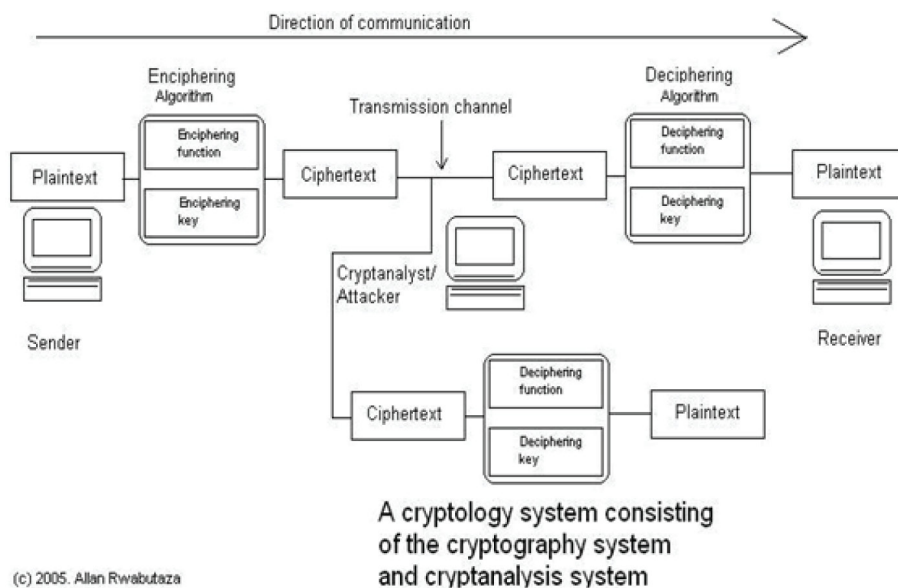 Direction of communication
Enciphering
Algorithm
Deciphering
Algorithm
Transmission channel
Plaintext
Enciphering
function
Enciphering
key
Ciphertext
Ciphertext
Deciphering
function
Deciphering
key
Plaintext
Cryptanalyst/
Attacker
Sender
Receiver
Ciphertext
Deciphering
function
Deciphering
key
Plaintext
A cryptology system consisting
of the cryptography system
and cryptanalysis system
(c) 2005. Allan Rwabutaza